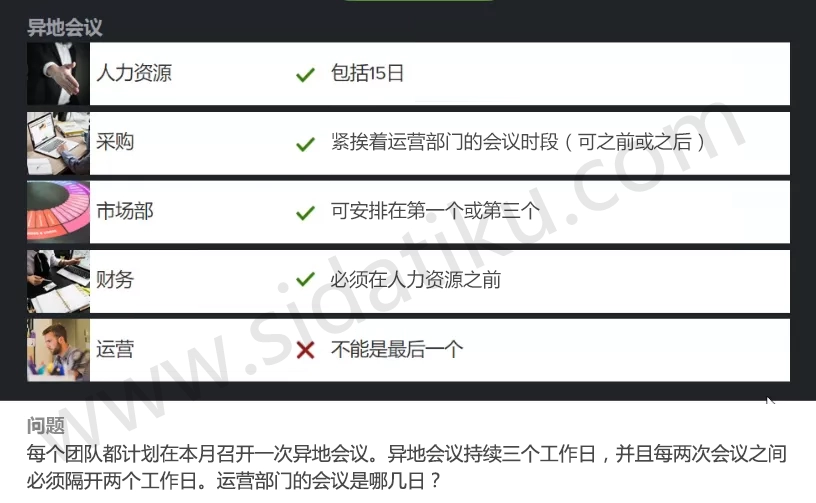 异地会议
人力资源 包括15日
采购 紧挨着运营部门的会议时段（可之前或之后）
市场部 可安排在第一个或第三个
财务 必须在人力资源之前
运营 不能是最后一个
www.sidatiku.com
问题
每个团队都计划在本月召开一次异地会议。异地会议持续三个工作日，并且每两次会议之间
必须隔开两个工作日。运营部门的会议是哪几日？